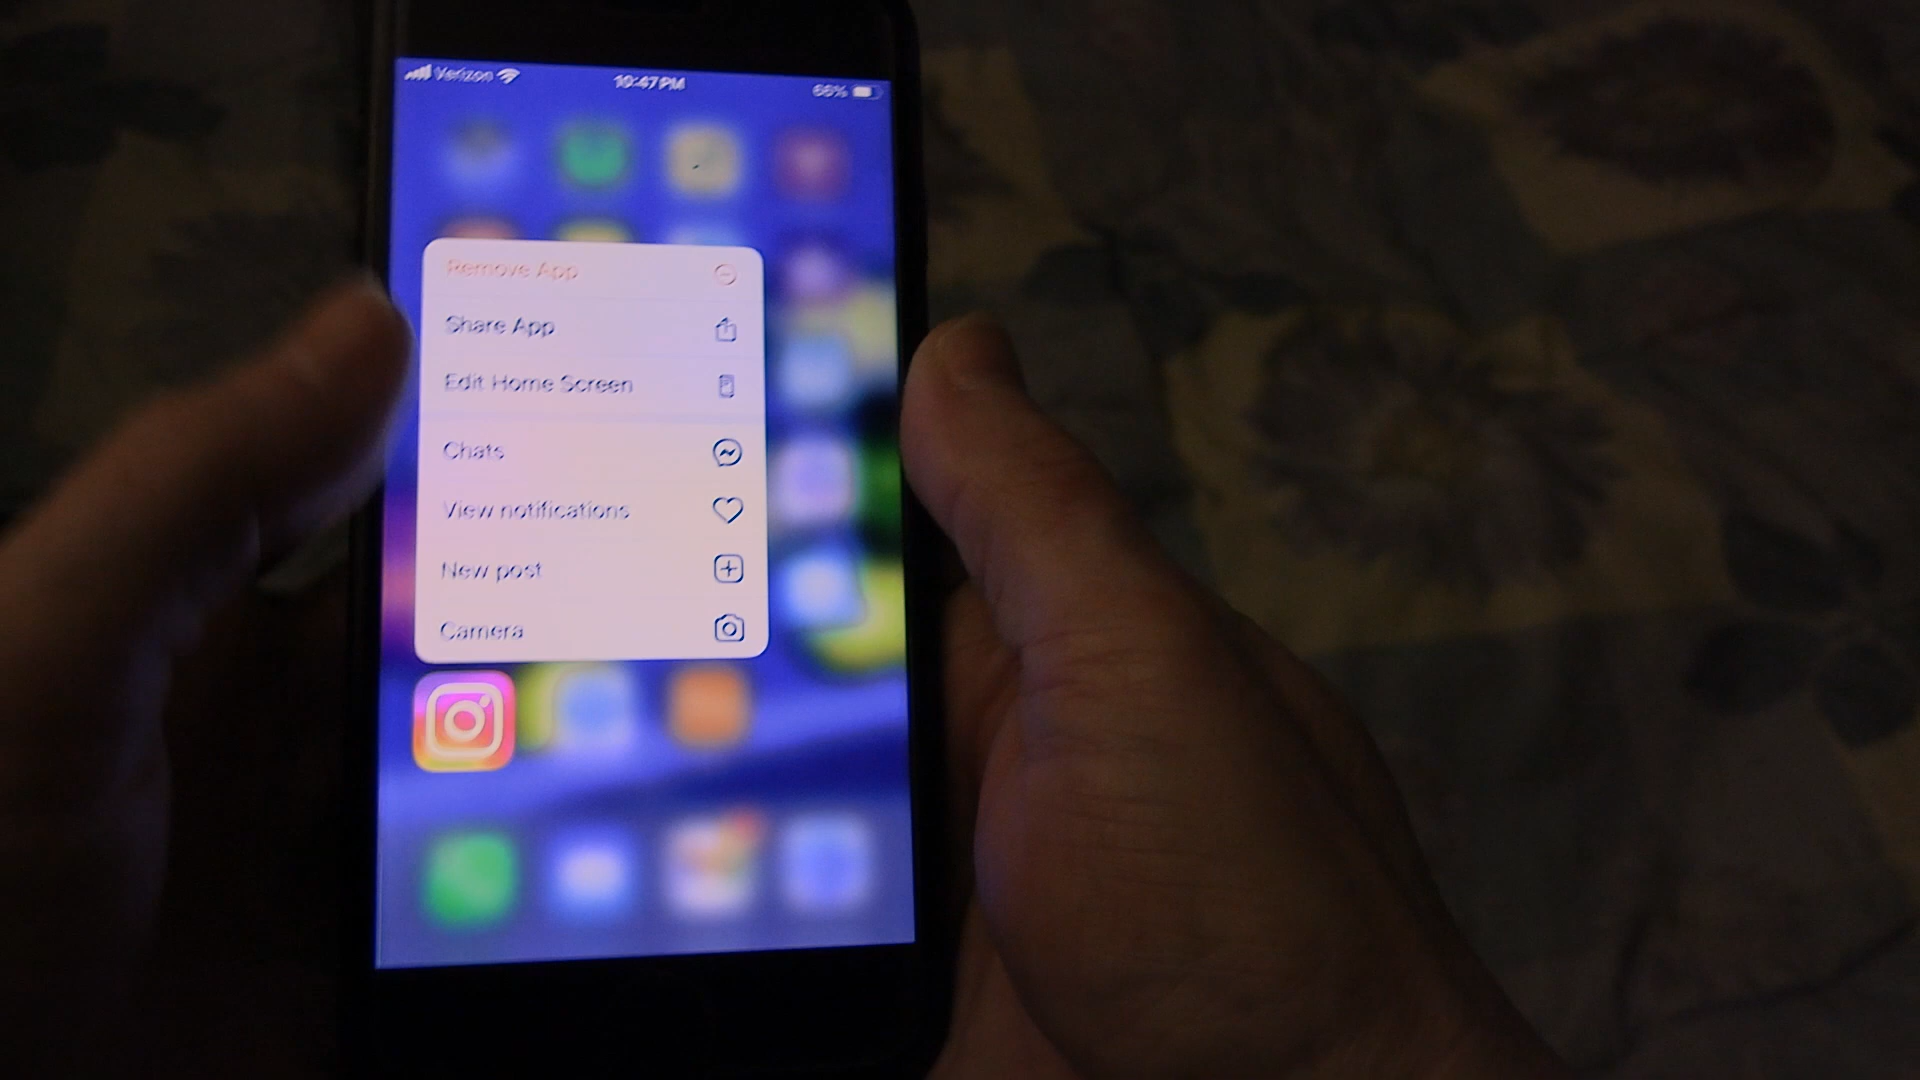 Verizon 10:47 PM 66%
Remove App
Share App
Edit Home Screen
Chats
View notifications
New post
Camera